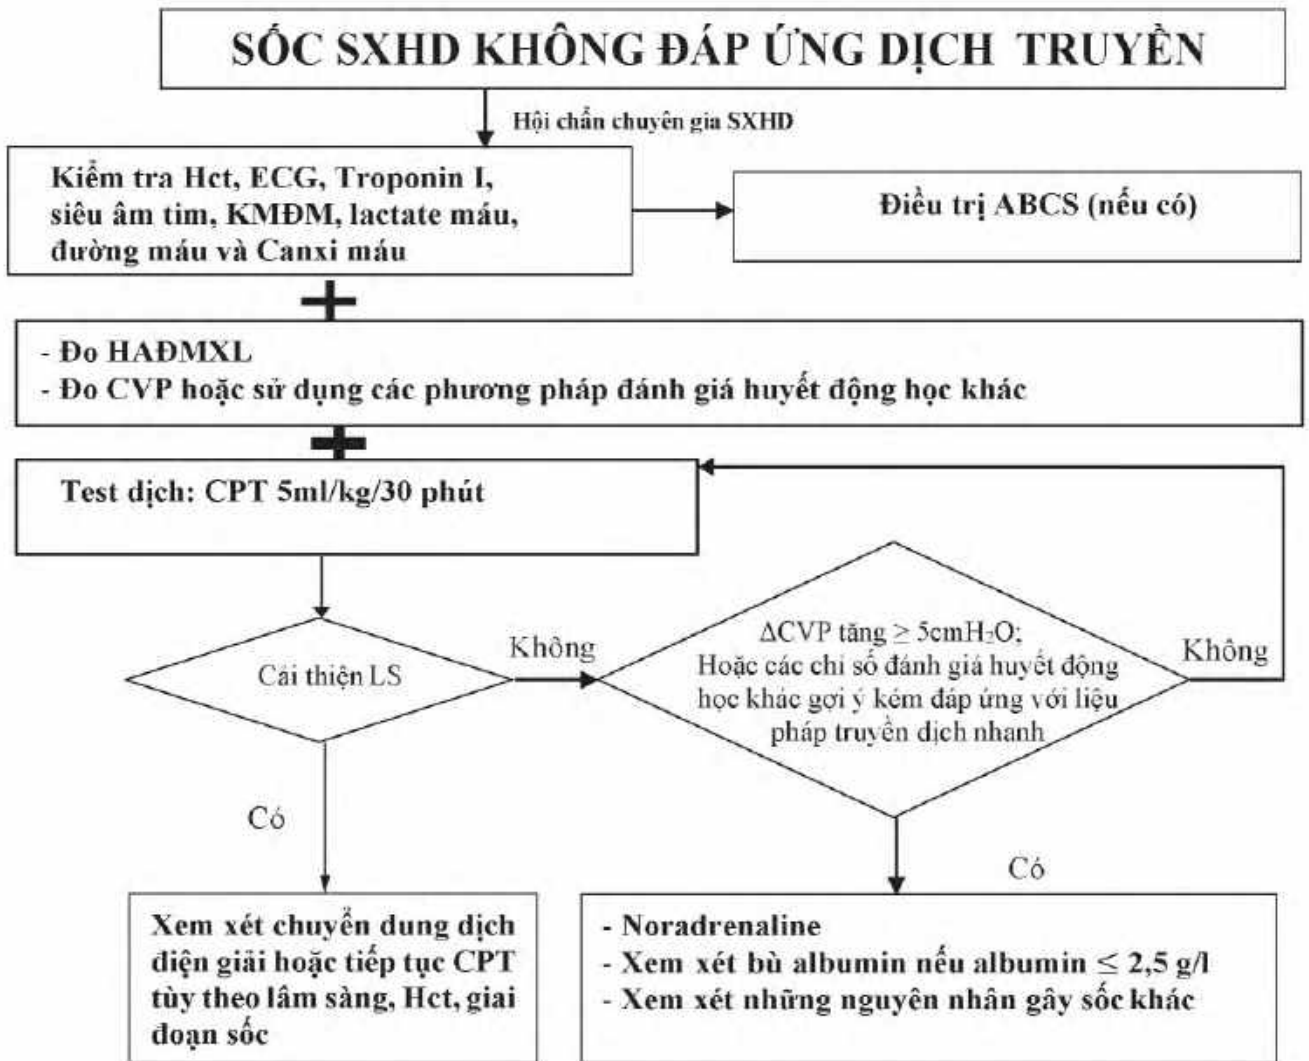 SỐC SXHD KHÔNG ĐÁP ỨNG DỊCH TRUYỀN
Hội chẩn chuyên gia SXHD
Kiểm tra Hct, ECG, Troponin I,
siêu âm tim, KMĐM, lactate máu,
đường máu và Canxi máu
Điều trị ABCS (nếu có)
- Đo HAĐMXL
- Đo CVP hoặc sử dụng các phương pháp đánh giá huyết động học khác
Test dịch: CPT 5ml/kg/30 phút
Cải thiện LS
Không
ΔCVP tăng ≥ 5cmH₂O;
Hoặc các chỉ số đánh giá huyết động
học khác gợi ý kém đáp ứng với liệu
pháp truyền dịch nhanh
Không
Có
Có
Xem xét chuyển dung dịch
điện giải hoặc tiếp tục CPT
tùy theo lâm sàng, Hct, giai
đoạn sốc
- Noradrenaline
- Xem xét bù albumin nếu albumin ≤ 2,5 g/l
- Xem xét những nguyên nhân gây sốc khác